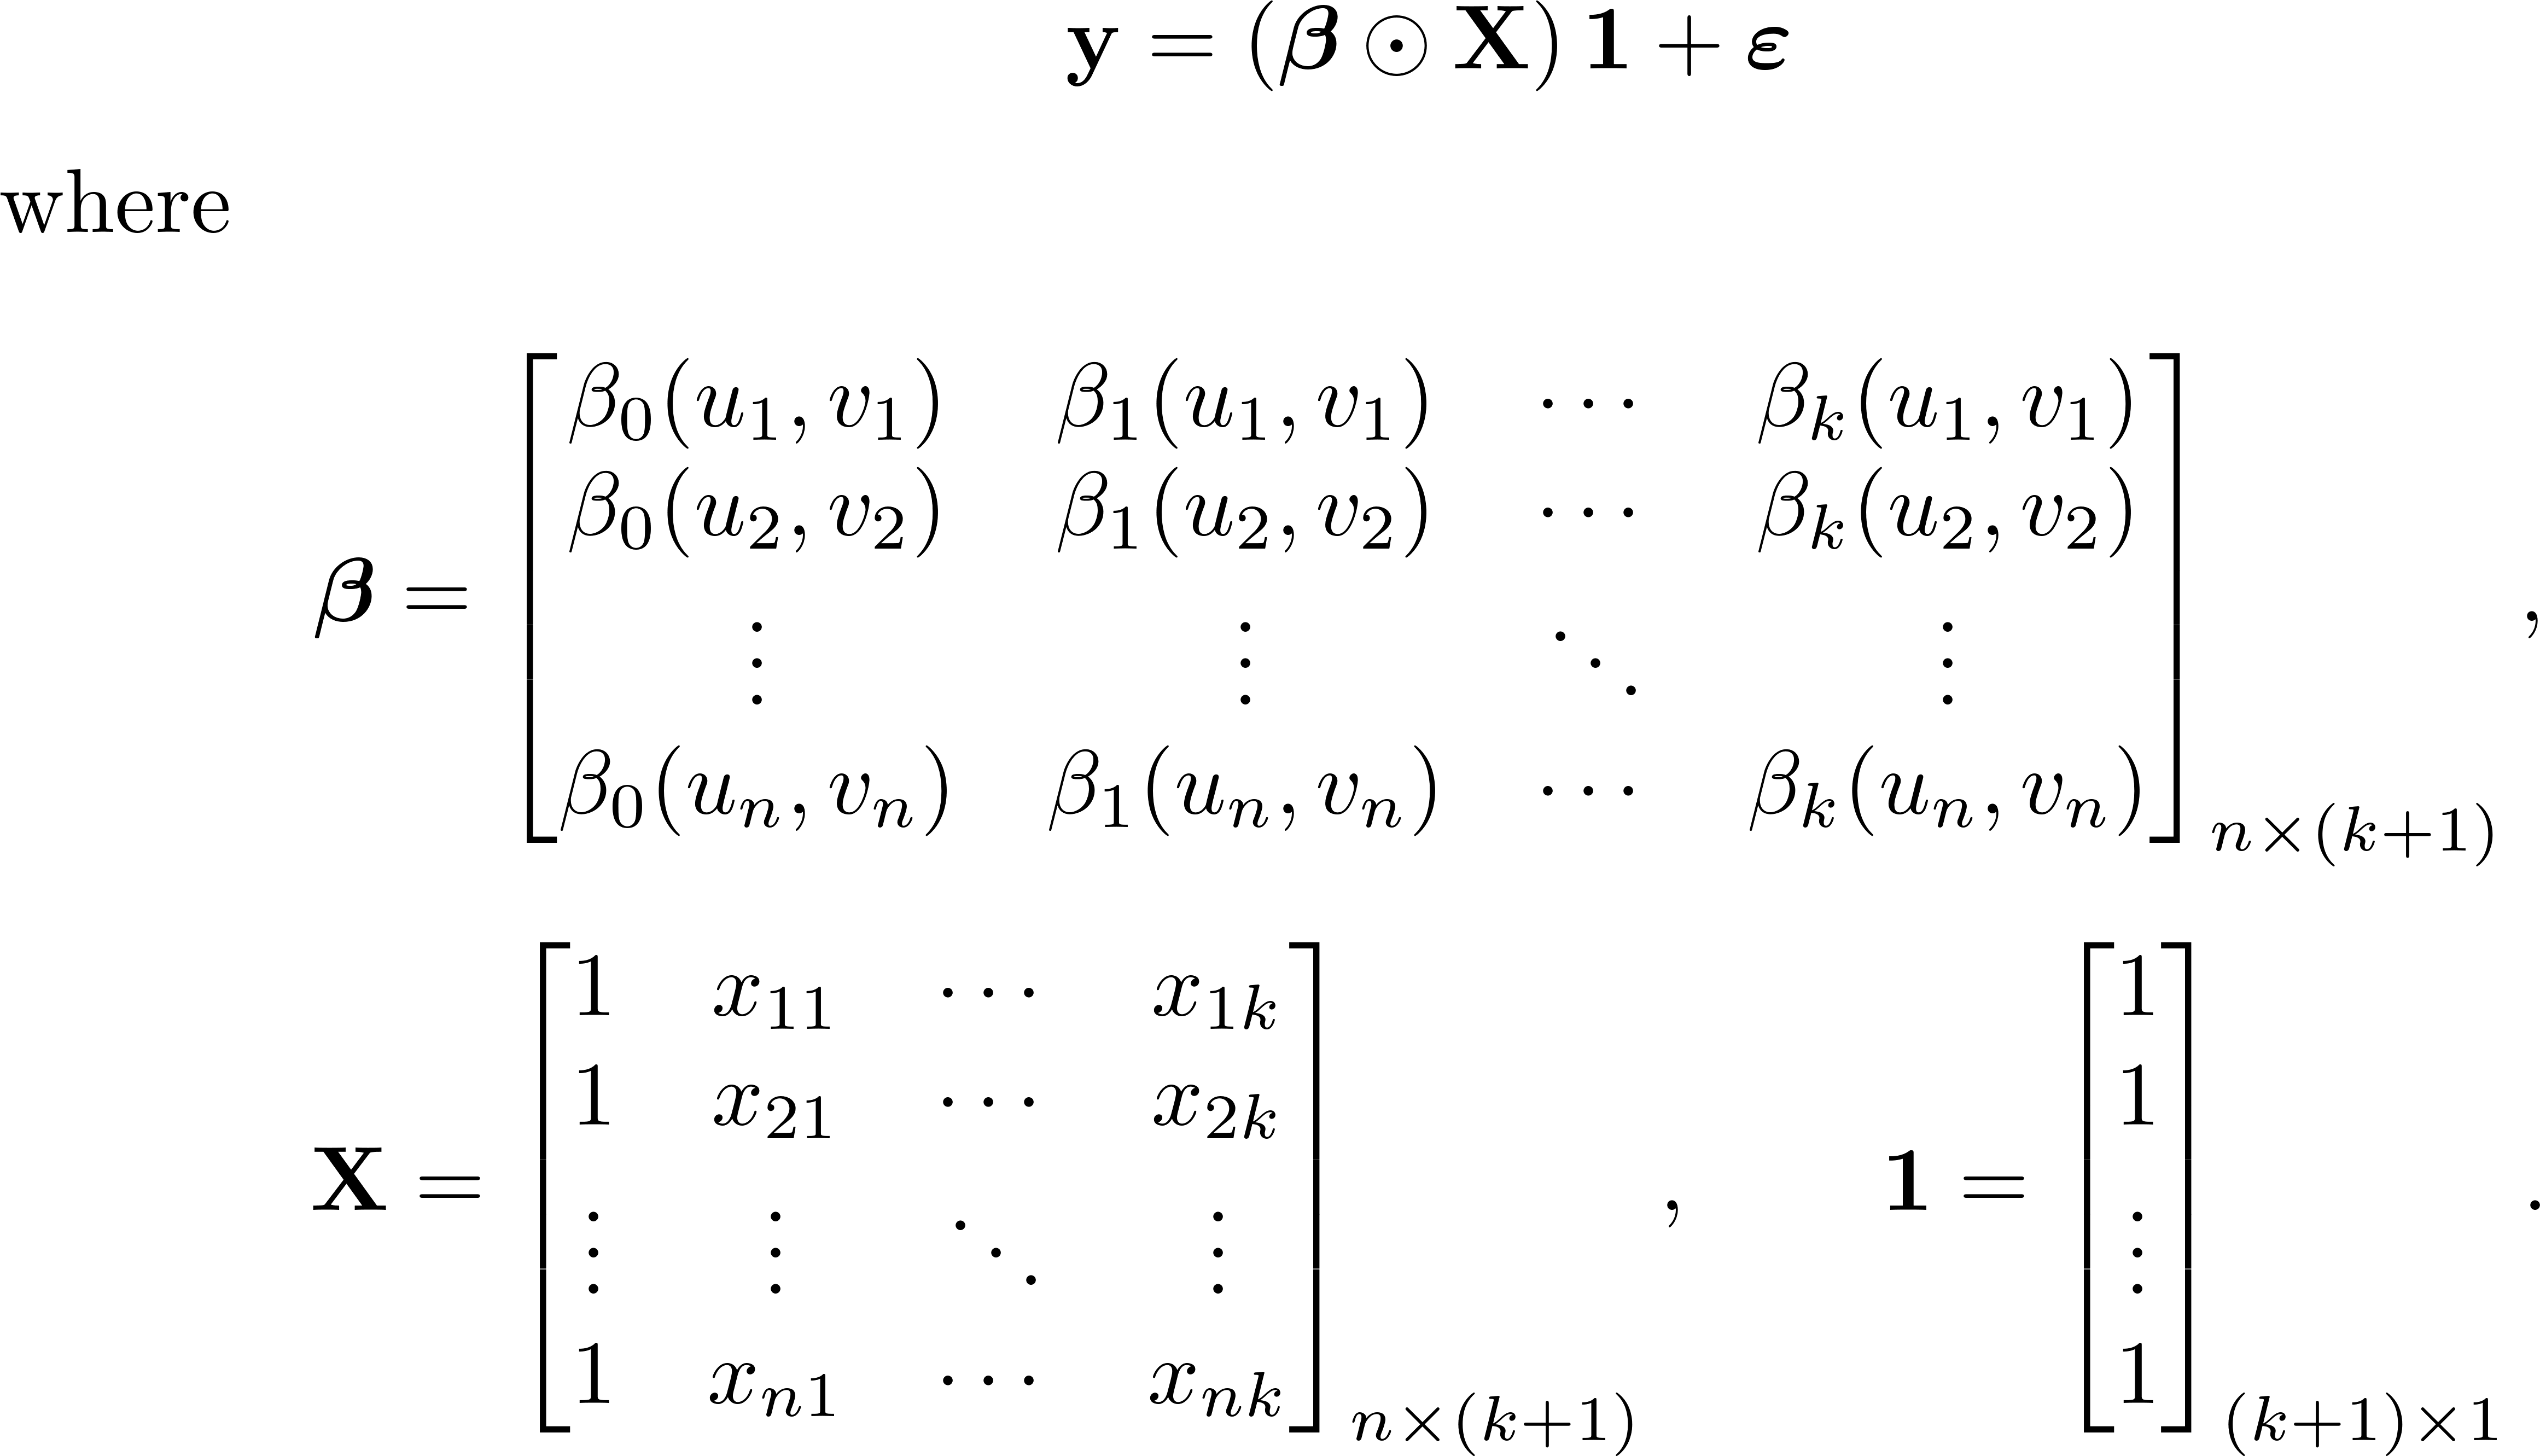 𝐲 = (𝜷 ⊙ 𝐗) 𝟏 + 𝜺
where
𝜷 = [β₀(u₁, v₁) β₁(u₁, v₁) ⋯ βₖ(u₁, v₁)
β₀(u₂, v₂) β₁(u₂, v₂) ⋯ βₖ(u₂, v₂)
⋮ ⋮ ⋱ ⋮
β₀(uₙ, vₙ) β₁(uₙ, vₙ) ⋯ βₖ(uₙ, vₙ)]ₙ×(k+1) ,
𝐗 = [1 x₁₁ ⋯ x₁ₖ
1 x₂₁ ⋯ x₂ₖ
⋮ ⋮ ⋱ ⋮
1 xₙ₁ ⋯ xₙₖ]ₙ×(k+1) , 𝟏 = [1
1
⋮
1](k+1)×1 .